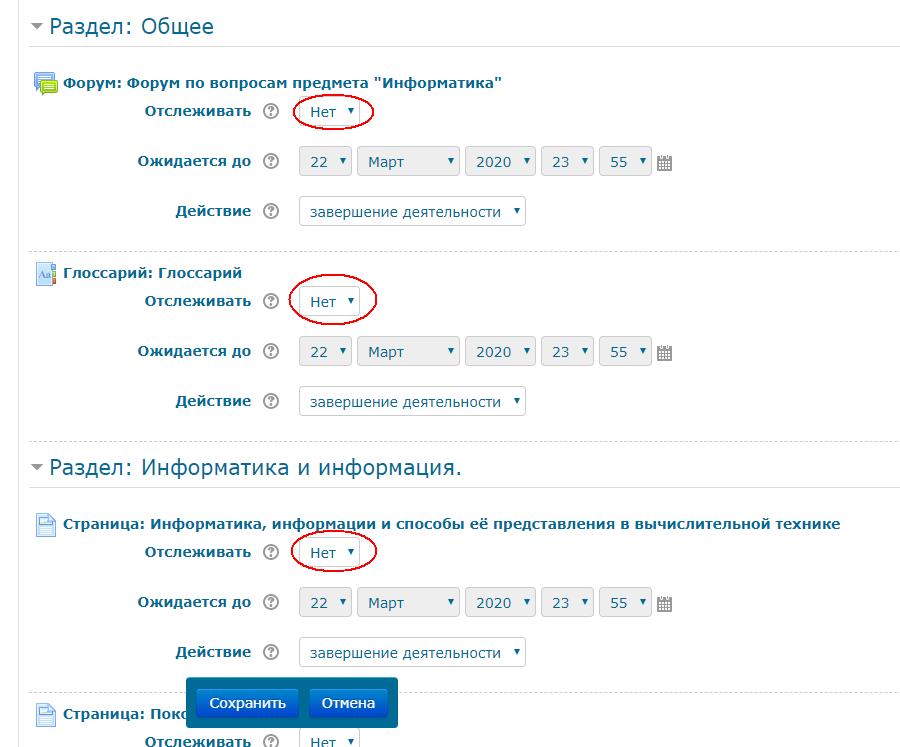 Раздел: Общее
Форум: Форум по вопросам предмета "Информатика"
Отслеживать ? Нет
Ожидается до ? 22 Март 2020 23 55
Действие ? завершение деятельности
Aa
Глоссарий: Глоссарий
Отслеживать ? Нет
Ожидается до ? 22 Март 2020 23 55
Действие ? завершение деятельности
Раздел: Информатика и информация.
Страница: Информатика, информации и способы её представления в вычислительной технике
Отслеживать ? Нет
Ожидается до ? 22 Март 2020 23 55
Действие ? завершение деятельности
Сохранить Отмена
Страница:
Отслеживать ? Нет